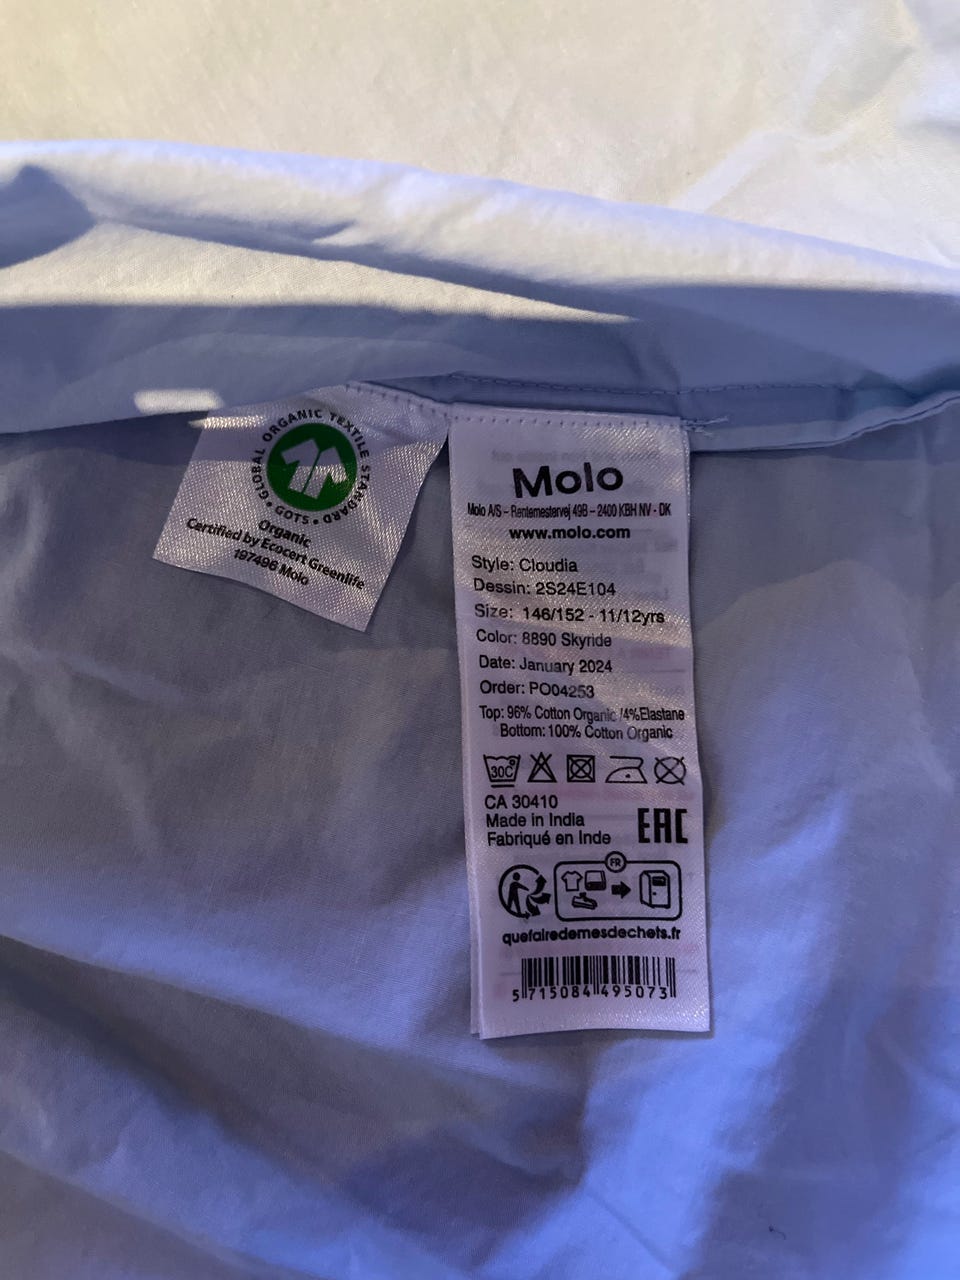 GLOBAL ORGANIC TEXTILE STANDARD • GOTS •
Organic
Certified by Ecocert Greenlife
197496 Molo
Molo
Molo A/S – Rentemestervej 49B – 2400 KBH NV - DK
www.molo.com
Style: Cloudia
Dessin: 2S24E104
Size: 146/152 - 11/12yrs
Color: 8890 Skyride
Date: January 2024
Order: PO04253
Top: 96% Cotton Organic /4%Elastane
Bottom: 100% Cotton Organic
30C
CA 30410
Made in India
Fabriqué en Inde
EAC
FR
quefairedemesdechets.fr
5 715084 495073